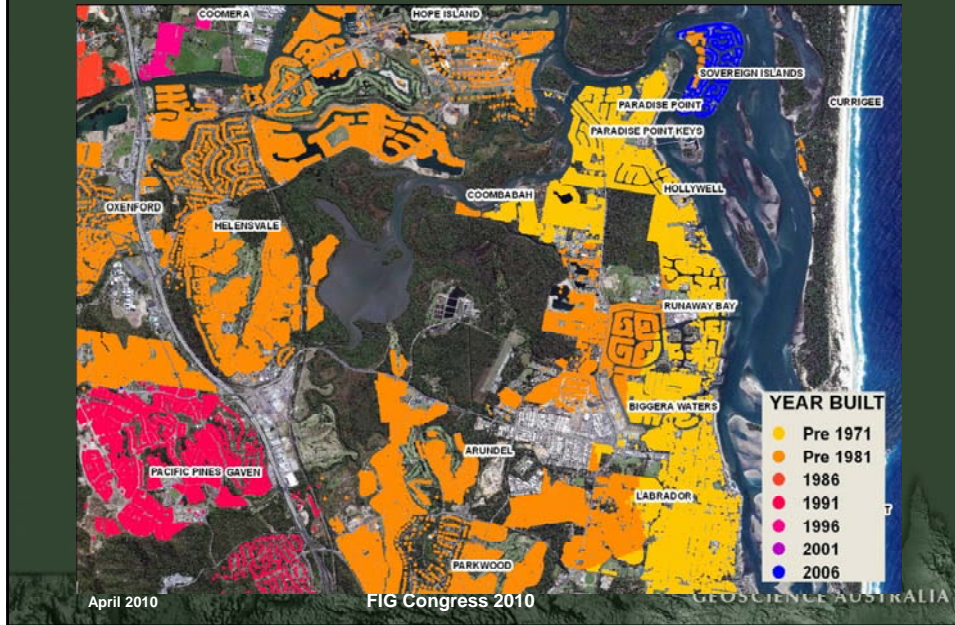 COOMERA
HOPE ISLAND
SOVEREIGN ISLANDS
CURRIGEE
PARADISE POINT
PARADISE POINT KEYS
COOMBABAH
HOLLYWELL
OXENFORD
HELENSVALE
RUNAWAY BAY
BIGGERA WATERS
ARUNDEL
PACIFIC PINES GAVEN
LABRADOR
PARKWOOD
YEAR BUILT
Pre 1971
Pre 1981
1986
1991
1996
2001
2006
T
April 2010
FIG Congress 2010
GEOSCIENCE AUSTRALIA